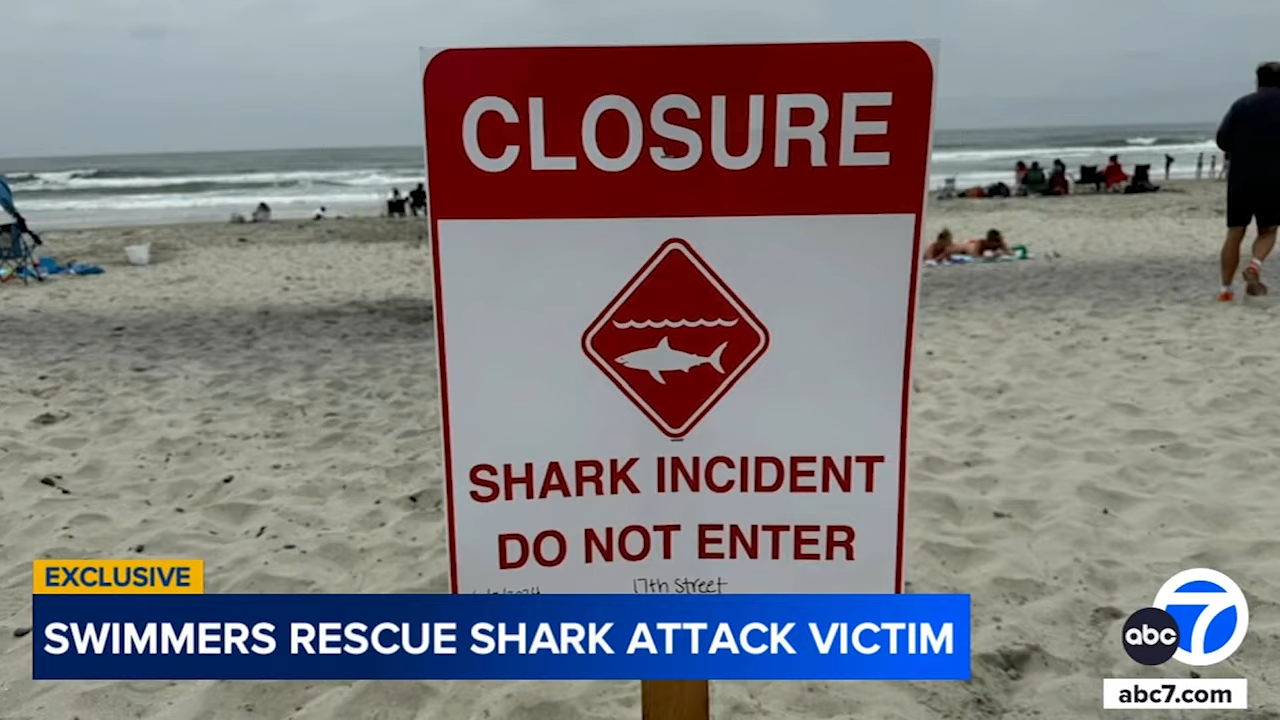 CLOSURE
SHARK INCIDENT
DO NOT ENTER
17th Street
EXCLUSIVE
SWIMMERS RESCUE SHARK ATTACK VICTIM
abc 7
abc7.com